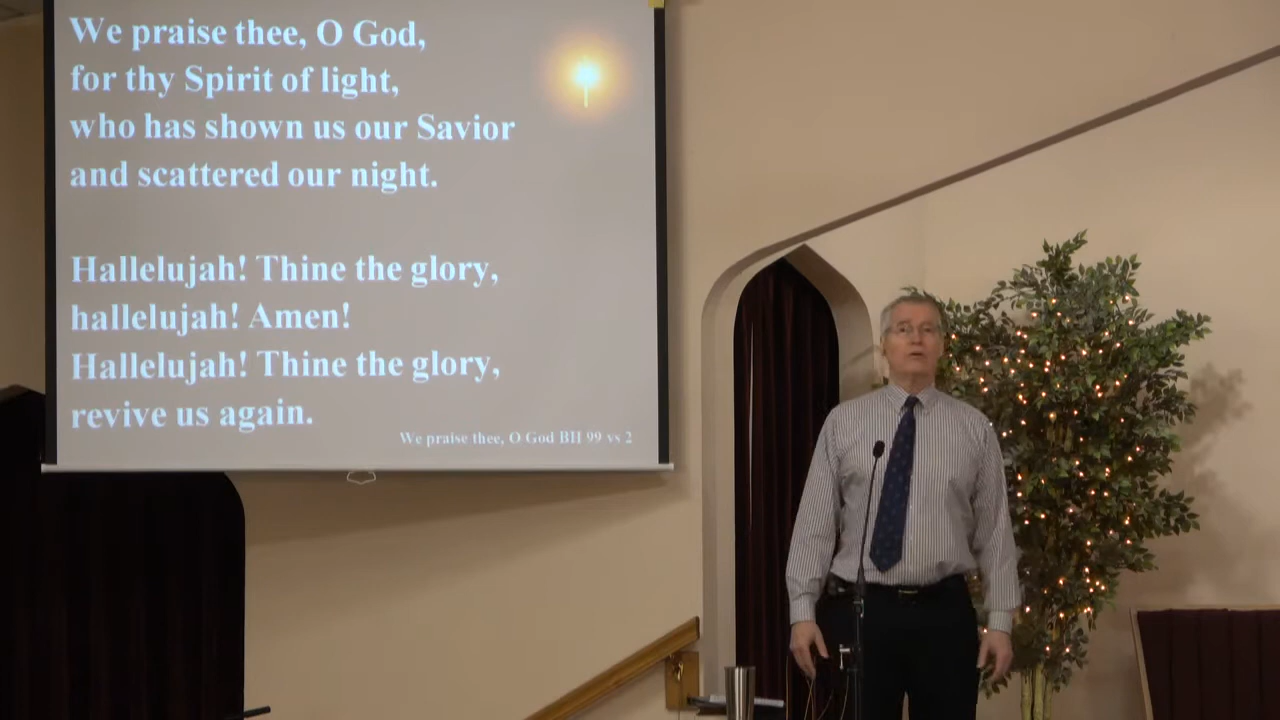 We praise thee, O God,
for thy Spirit of light,
who has shown us our Savior
and scattered our night.
Hallelujah! Thine the glory,
hallelujah! Amen!
Hallelujah! Thine the glory,
revive us again.
We praise thee, O God BH 99 vs 2